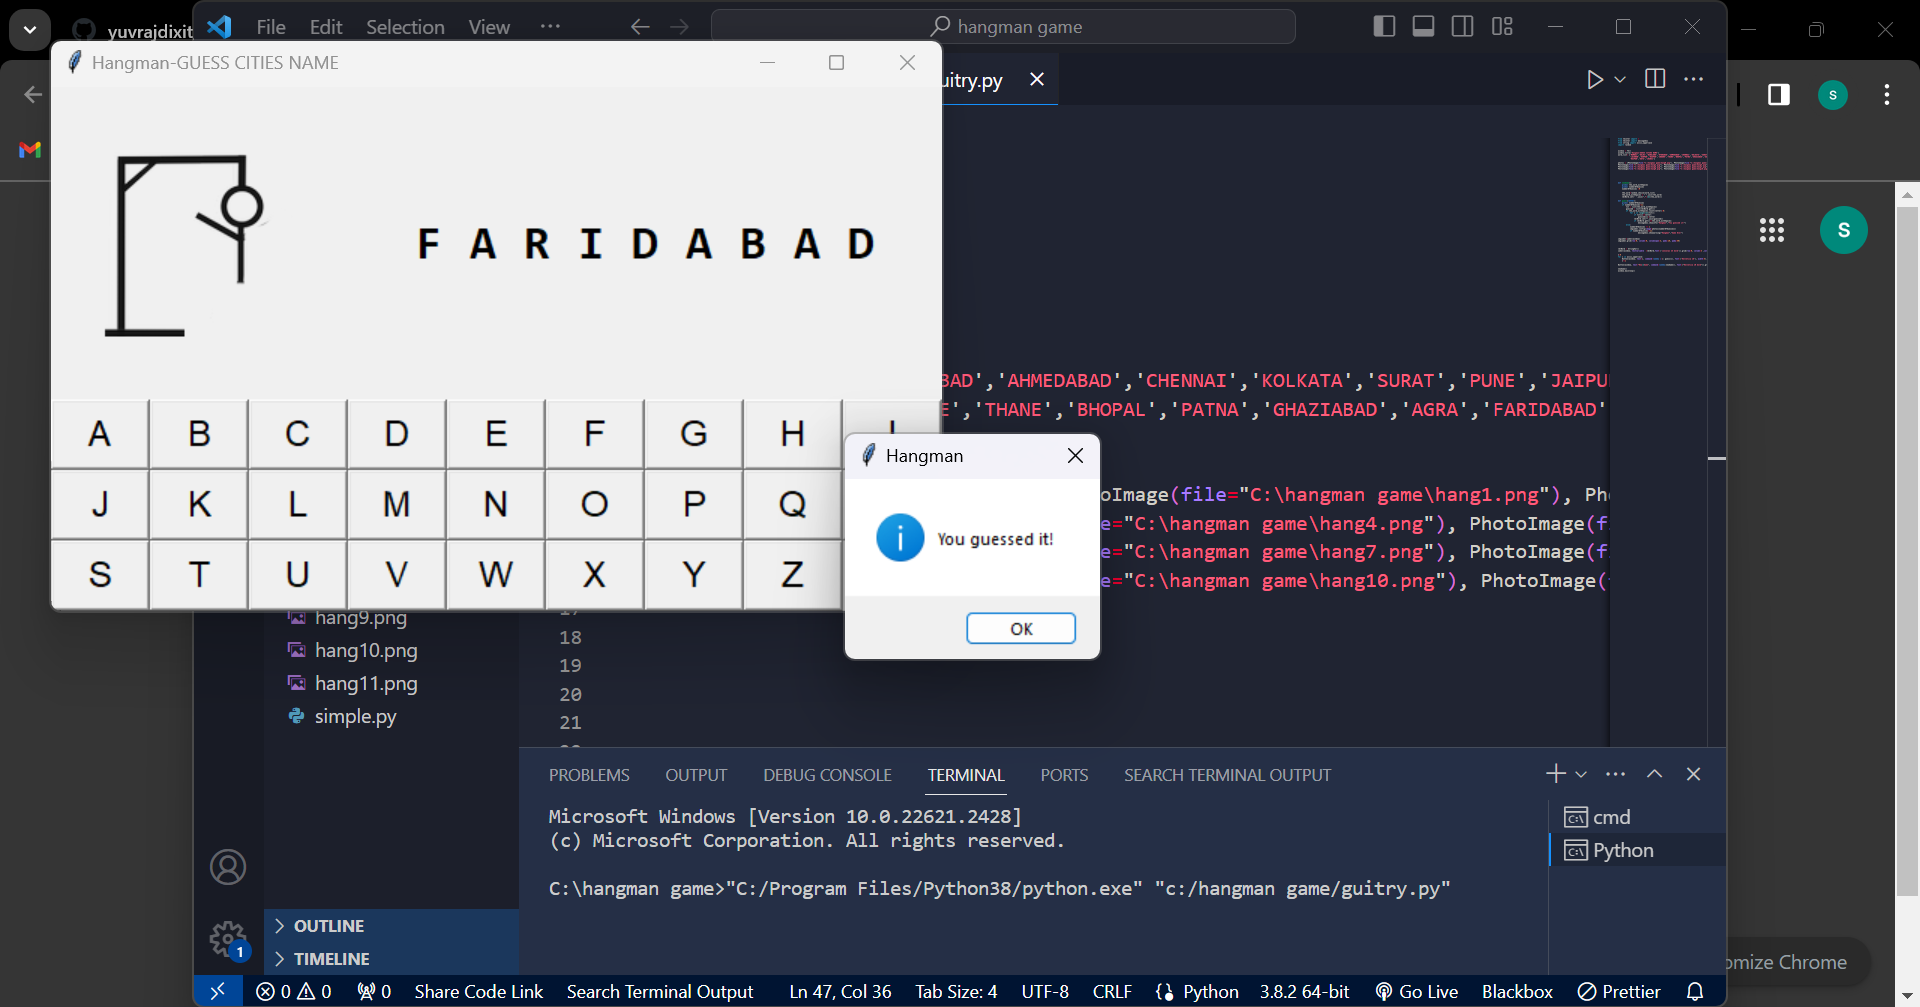 yuvrajdixit
File Edit Selection View
hangman game
Hangman-GUESS CITIES NAME
uitry.py
S
S
F A R I D A B A D
BAD','AHMEDABAD','CHENNAI','KOLKATA','SURAT','PUNE','JAIPU
E','THANE','BHOPAL','PATNA','GHAZIABAD','AGRA','FARIDABAD'
A B C D E F G H I
Hangman
J K L M N O P Q
oImage(file="C:\hangman game\hang1.png"), Ph
e="C:\hangman game\hang4.png"), PhotoImage(f
You guessed it!
e="C:\hangman game\hang7.png"), PhotoImage(f
S T U V W X Y Z
e="C:\hangman game\hang10.png"), PhotoImage(
OK
hang9.png
18
hang10.png
19
hang11.png
20
simple.py
21
PROBLEMS OUTPUT DEBUG CONSOLE TERMINAL PORTS SEARCH TERMINAL OUTPUT
Microsoft Windows [Version 10.0.22621.2428]
(c) Microsoft Corporation. All rights reserved.
C:\hangman game>"C:/Program Files/Python38/python.exe" "c:/hangman game/guitry.py"
cmd
Python
OUTLINE
1
TIMELINE
omize Chrome
0 0 0 Share Code Link Search Terminal Output Ln 47, Col 36 Tab Size: 4 UTF-8 CRLF Python 3.8.2 64-bit Go Live Blackbox Prettier